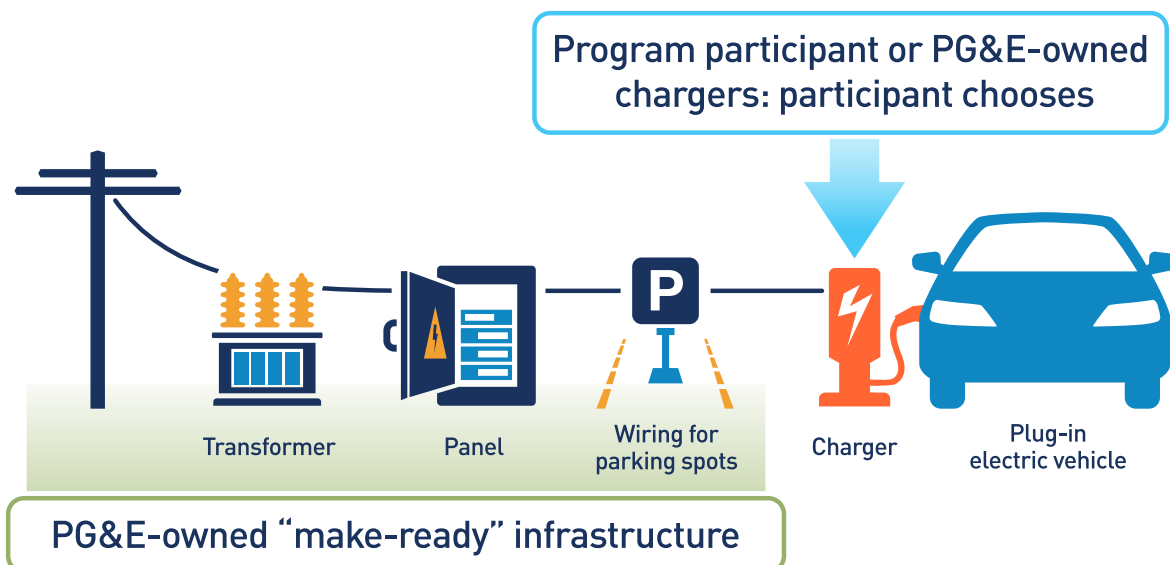 Program participant or PG&E-owned
chargers: participant chooses
P
Transformer
Panel
Wiring for
parking spots
Charger
Plug-in
electric vehicle
PG&E-owned “make-ready” infrastructure